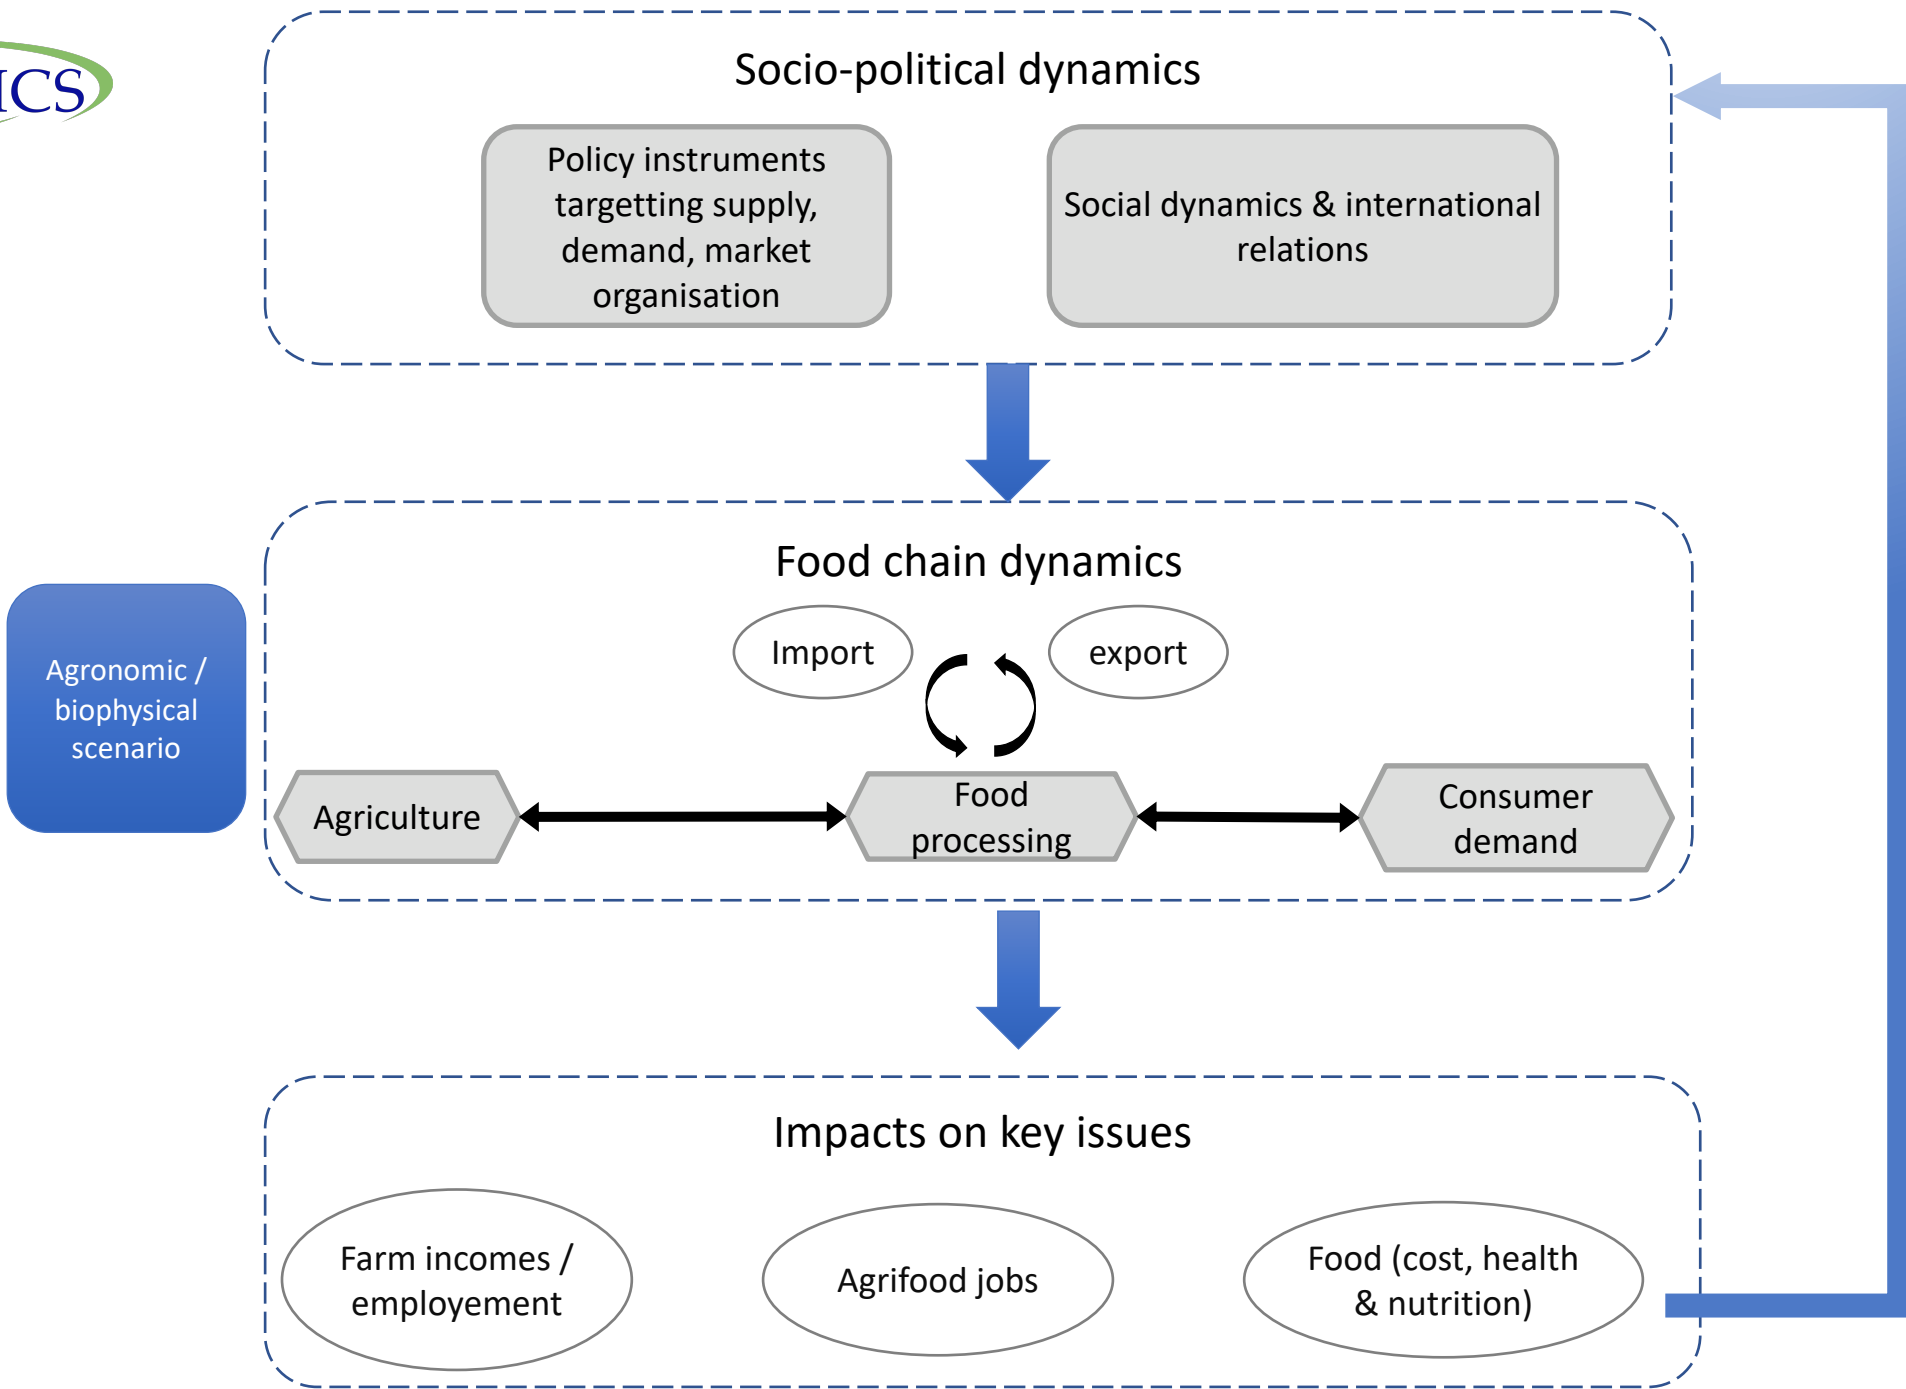 ICS
Socio-political dynamics
Policy instruments
targetting supply,
demand, market
organisation
Social dynamics & international
relations
Food chain dynamics
Import
export
Agronomic /
biophysical
scenario
Agriculture
Food
processing
Consumer
demand
Impacts on key issues
Farm incomes /
employement
Agrifood jobs
Food (cost, health
& nutrition)